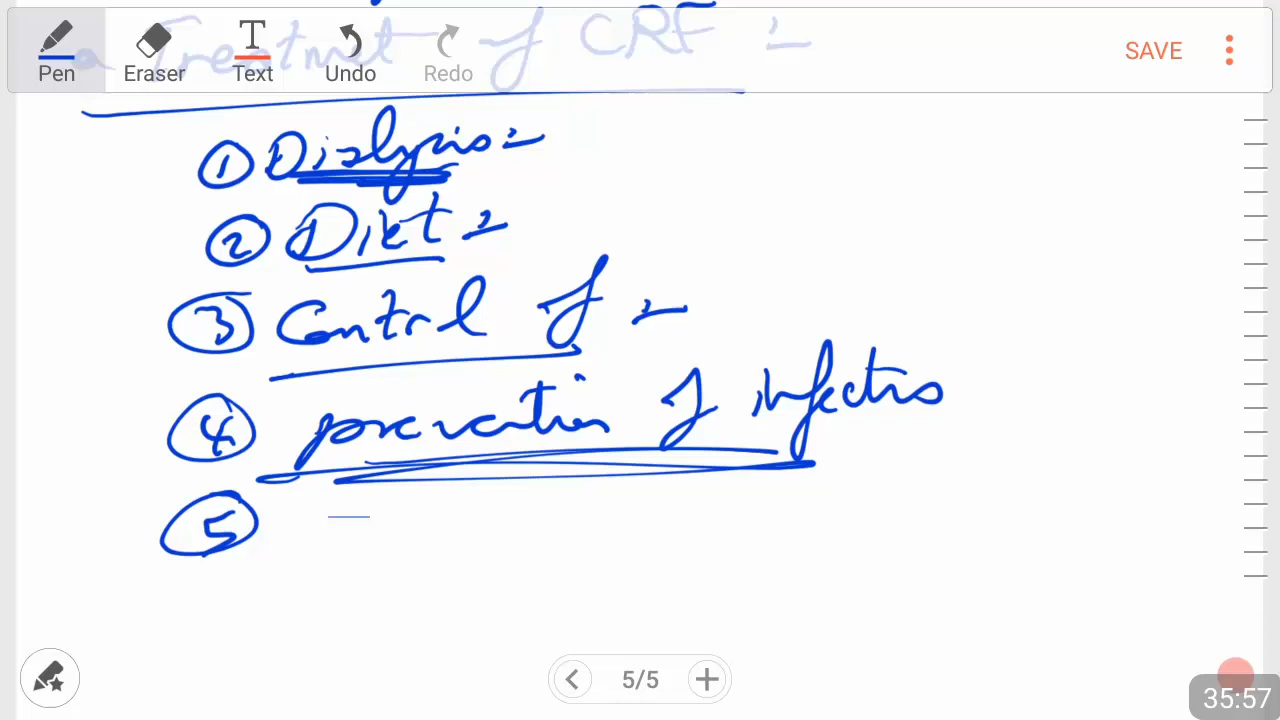 Pen Eraser Text Undo Redo SAVE
Treatment of CRF :-
① Dialysis :-
② Diet :-
③ Control of :-
④ prevention of infections
⑤
5/5
35:57